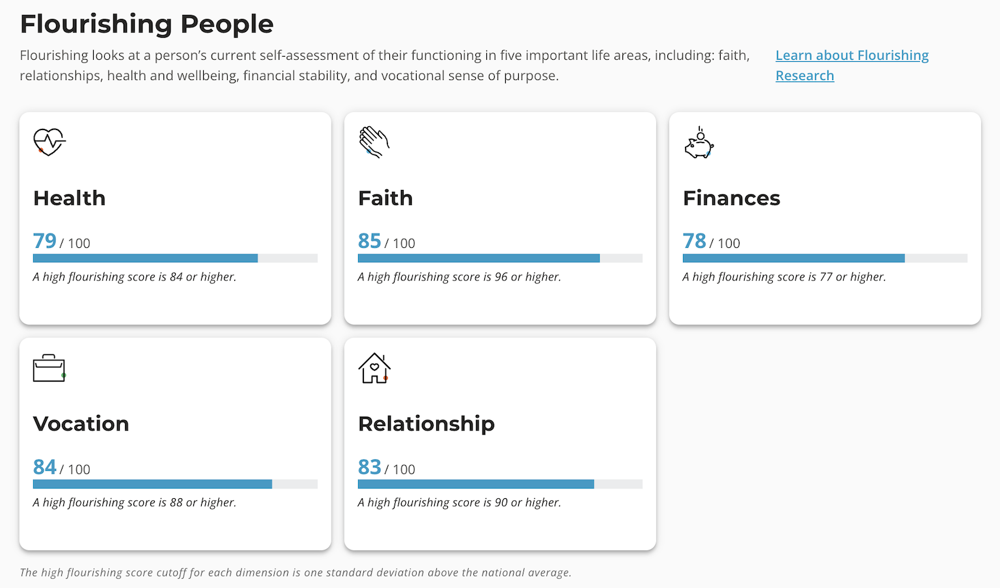 Flourishing People
Flourishing looks at a person’s current self-assessment of their functioning in five important life areas, including: faith,
relationships, health and wellbeing, financial stability, and vocational sense of purpose.
Learn about Flourishing
Research
Health
79 / 100
A high flourishing score is 84 or higher.
Faith
85 / 100
A high flourishing score is 96 or higher.
Finances
78 / 100
A high flourishing score is 77 or higher.
Vocation
84 / 100
A high flourishing score is 88 or higher.
Relationship
83 / 100
A high flourishing score is 90 or higher.
The high flourishing score cutoff for each dimension is one standard deviation above the national average.